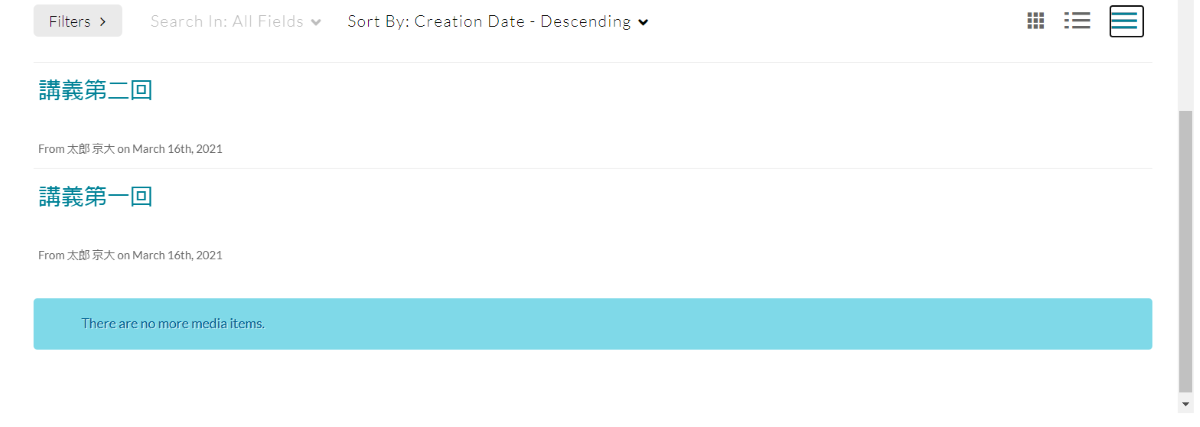 Filters
Search In: All Fields
Sort By: Creation Date - Descending
講義第二回
From 太郎 京大 on March 16th, 2021
講義第一回
From 太郎 京大 on March 16th, 2021
There are no more media items.